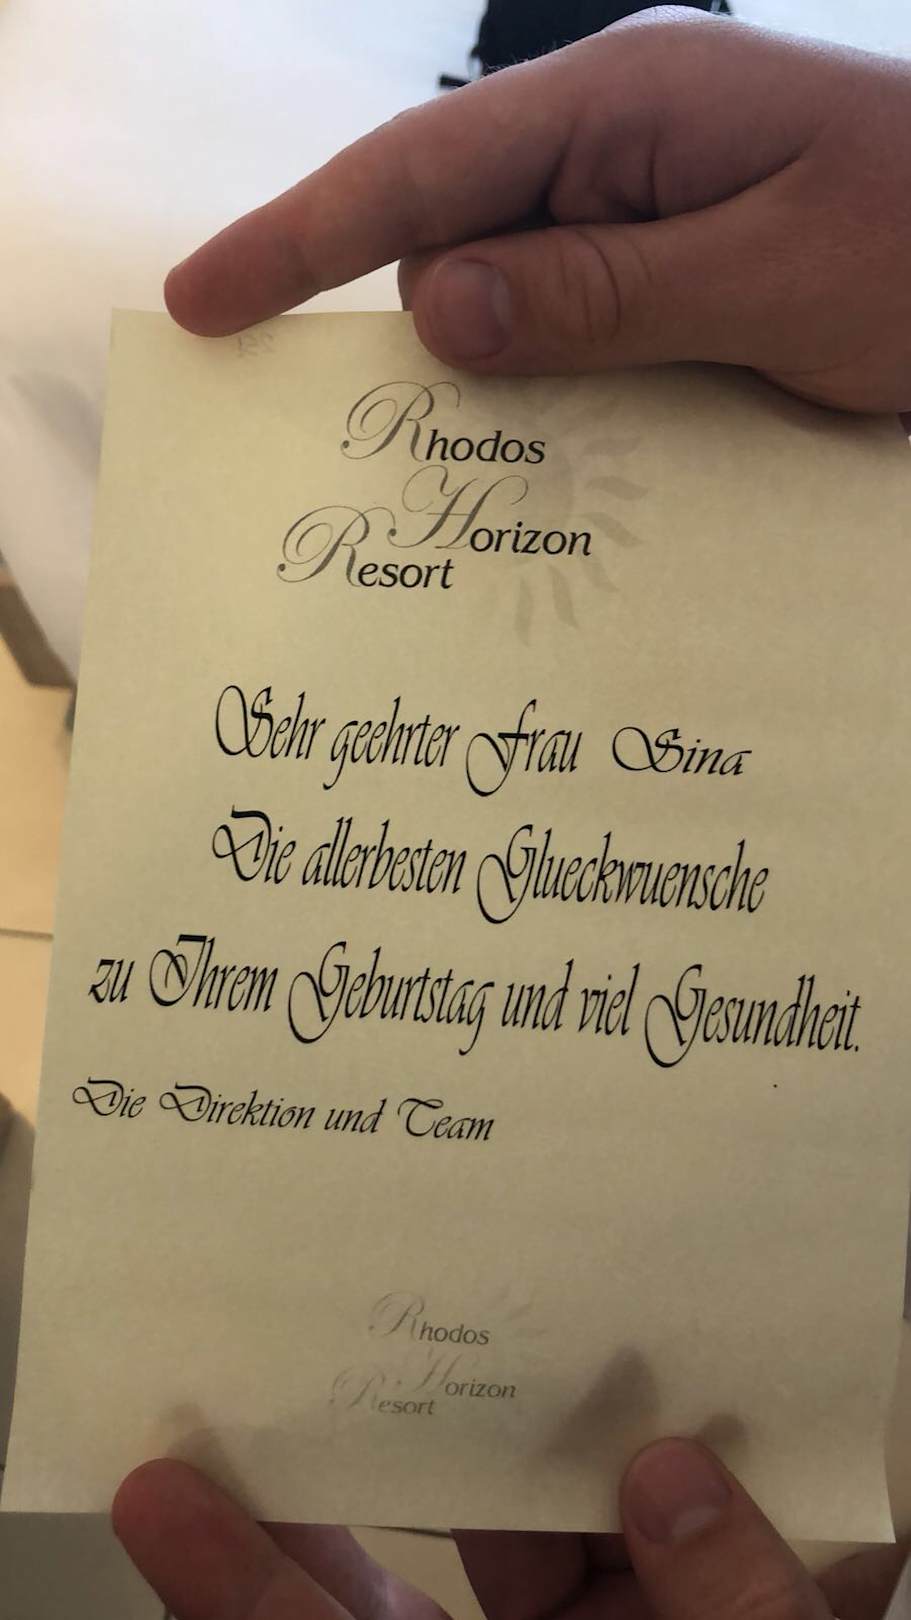 Rhodos
Horizon
Resort
Sehr geehrter Frau Sina
Die allerbesten Glueckwuensche
zu Ihrem Geburtstag und viel Gesundheit.
Die Direktion und Team
Rhodos
Horizon
Resort